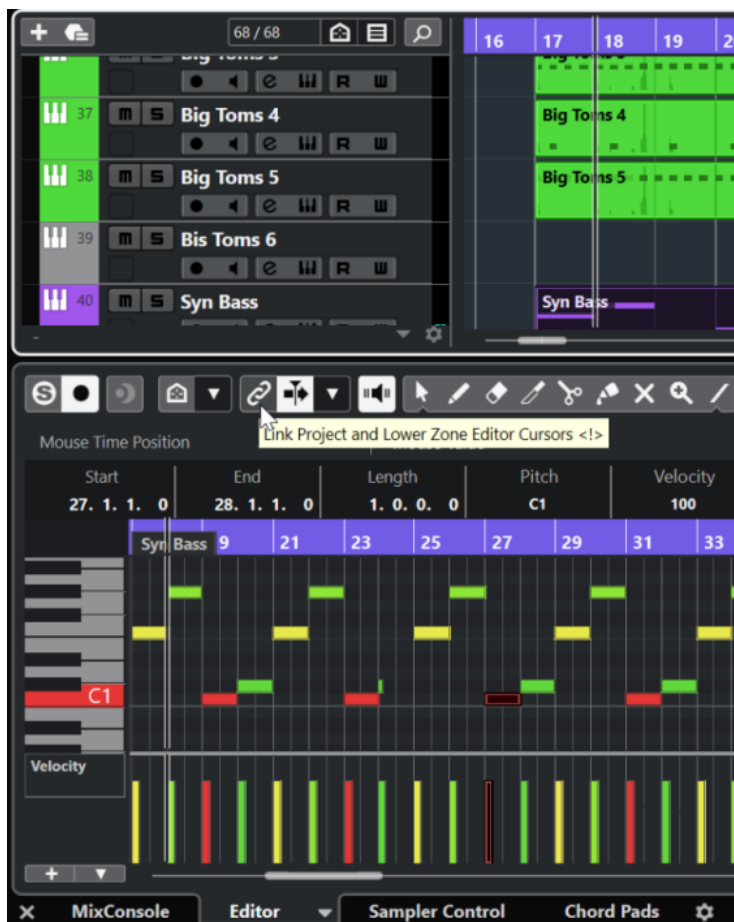 68 / 68
16 17 18 19
37 m S Big Toms 4
R W
Big Toms 4
38 m S Big Toms 5
R W
Big Toms 5
39 m S Bis Toms 6
R W
40 m S Syn Bass
Syn Bass
S
Link Project and Lower Zone Editor Cursors <!>
Mouse Time Position
Start End Length Pitch Velocity
27. 1. 1. 0 28. 1. 1. 0 1. 0. 0. 0 C1 100
Syn Bass 9 21 23 25 27 29 31 33
C1
Velocity
MixConsole Editor Sampler Control Chord Pads